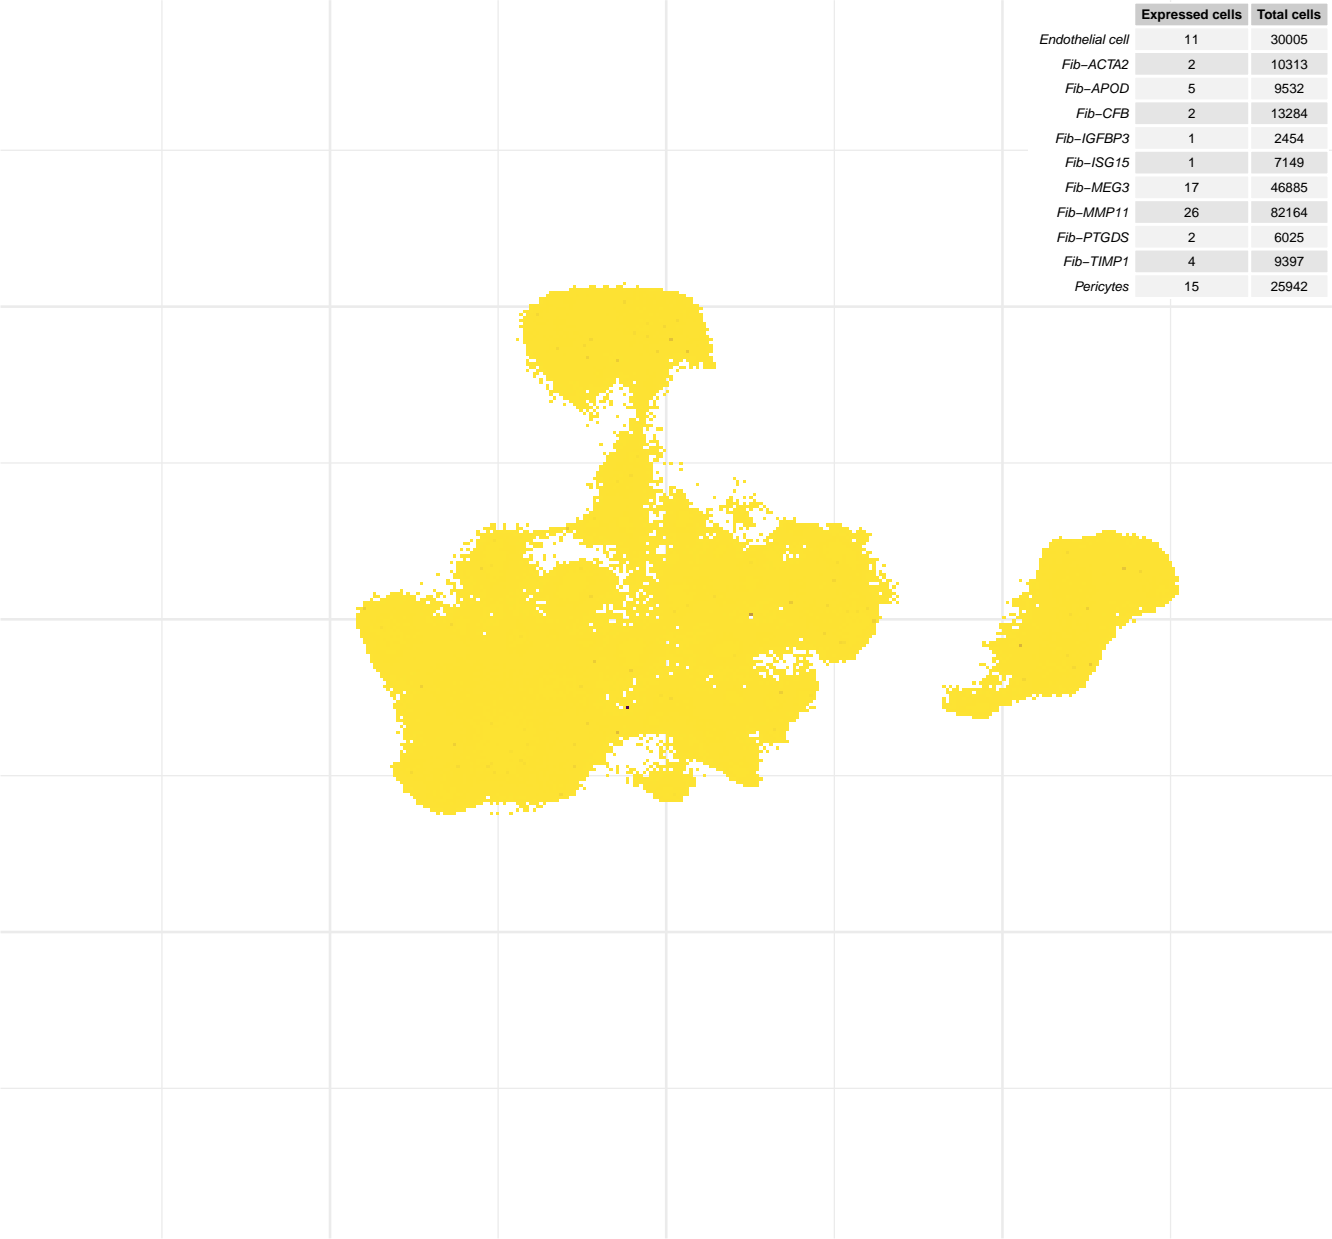 Expressed cells Total cells
Endothelial cell 11 30005
Fib−ACTA2 2 10313
Fib−APOD 5 9532
Fib−CFB 2 13284
Fib−IGFBP3 1 2454
Fib−ISG15 1 7149
Fib−MEG3 17 46885
Fib−MMP11 26 82164
Fib−PTGDS 2 6025
Fib−TIMP1 4 9397
Pericytes 15 25942